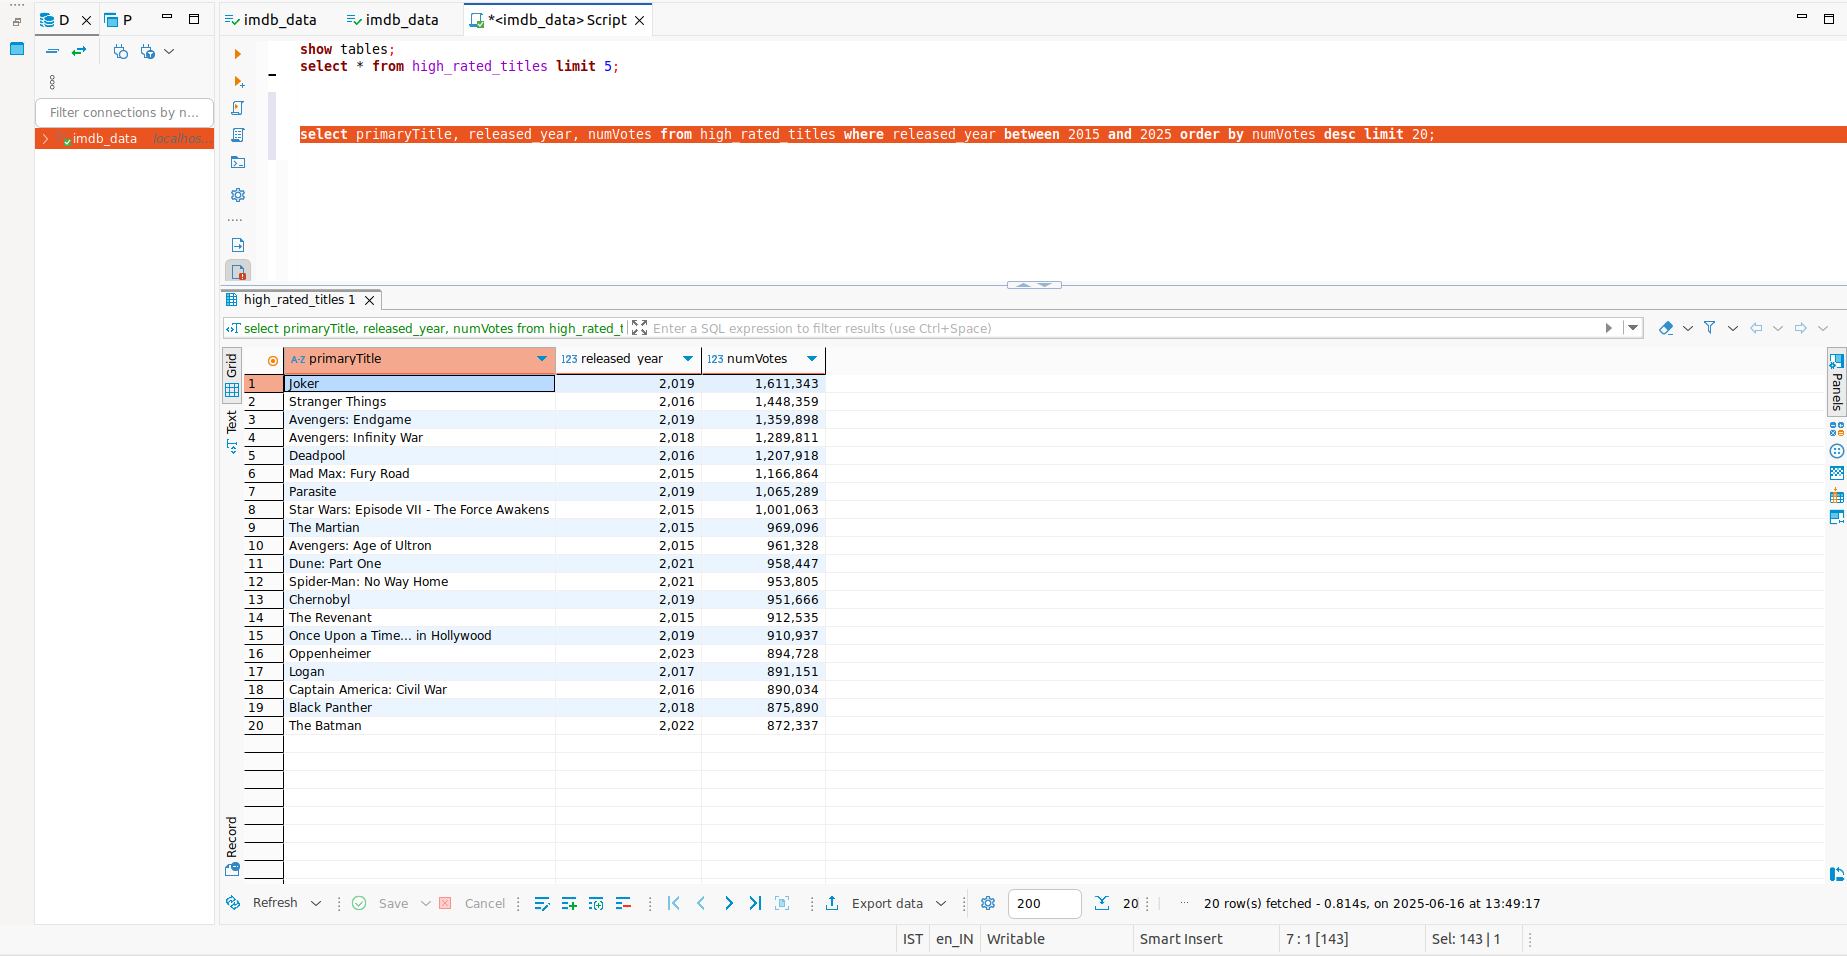 D P imdb_data imdb_data *<imdb_data> Script
show tables;
select * from high_rated_titles limit 5;
Filter connections by n...
imdb_data localhos...
select primaryTitle, released_year, numVotes from high_rated_titles where released_year between 2015 and 2025 order by numVotes desc limit 20;
high_rated_titles 1
select primaryTitle, released_year, numVotes from high_rated_t Enter a SQL expression to filter results (use Ctrl+Space)
Grid
Text
Record
Panels
A-Z primaryTitle 123 released_year 123 numVotes
1 Joker 2,019 1,611,343
2 Stranger Things 2,016 1,448,359
3 Avengers: Endgame 2,019 1,359,898
4 Avengers: Infinity War 2,018 1,289,811
5 Deadpool 2,016 1,207,918
6 Mad Max: Fury Road 2,015 1,166,864
7 Parasite 2,019 1,065,289
8 Star Wars: Episode VII - The Force Awakens 2,015 1,001,063
9 The Martian 2,015 969,096
10 Avengers: Age of Ultron 2,015 961,328
11 Dune: Part One 2,021 958,447
12 Spider-Man: No Way Home 2,021 953,805
13 Chernobyl 2,019 951,666
14 The Revenant 2,015 912,535
15 Once Upon a Time... in Hollywood 2,019 910,937
16 Oppenheimer 2,023 894,728
17 Logan 2,017 891,151
18 Captain America: Civil War 2,016 890,034
19 Black Panther 2,018 875,890
20 The Batman 2,022 872,337
Refresh Save Cancel Export data 200 20 20 row(s) fetched - 0.814s, on 2025-06-16 at 13:49:17
IST en_IN Writable Smart Insert 7 : 1 [143] Sel: 143 | 1